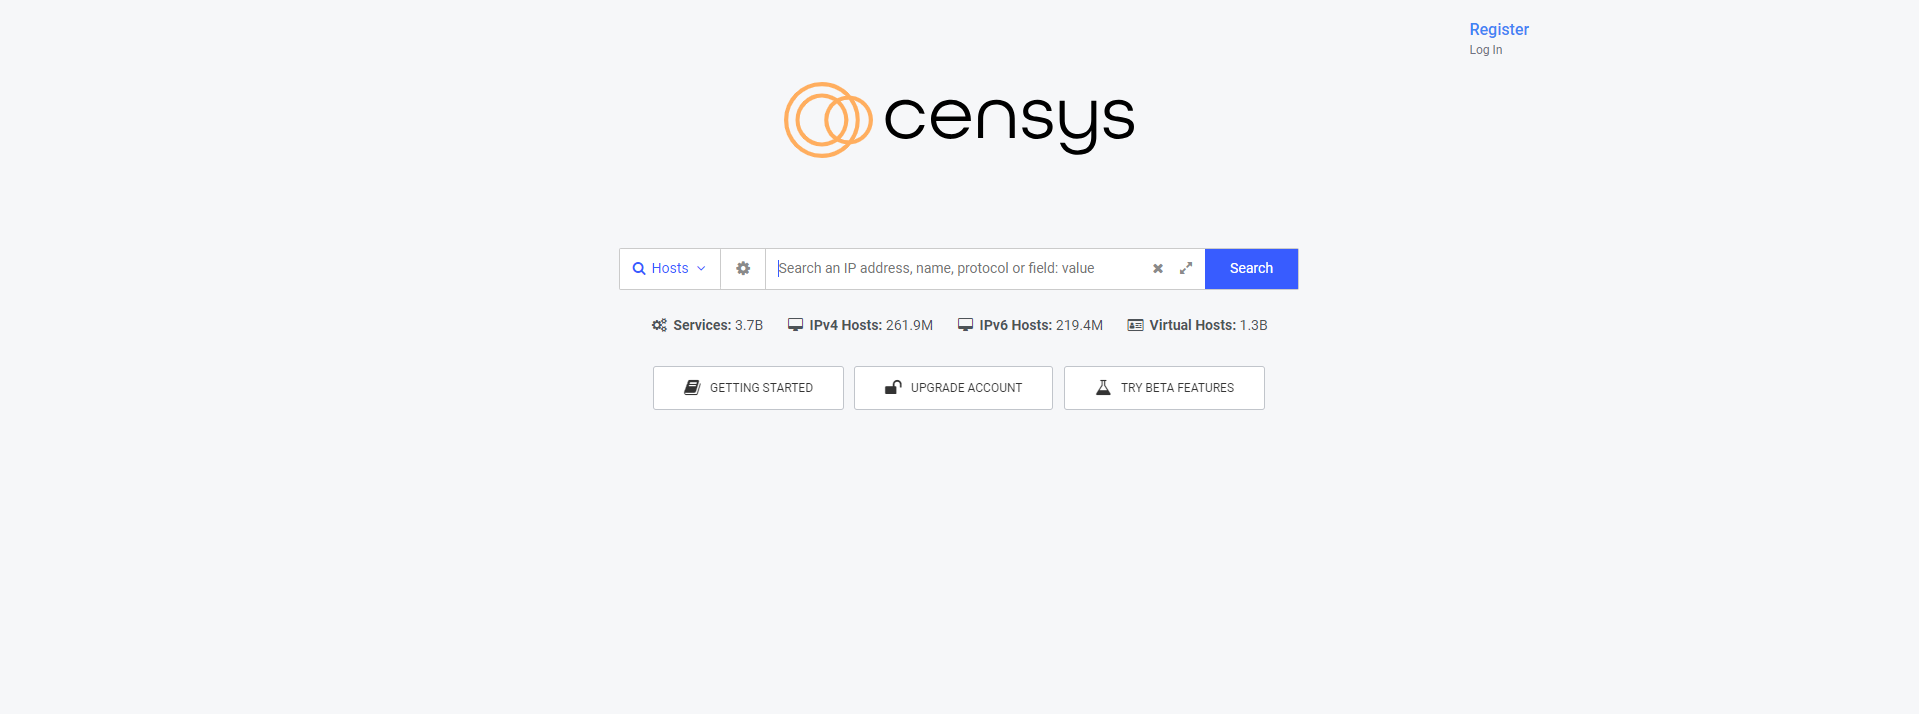 Register
Log In
censys
Hosts
Search an IP address, name, protocol or field: value
Search
Services: 3.7B IPv4 Hosts: 261.9M IPv6 Hosts: 219.4M Virtual Hosts: 1.3B
GETTING STARTED UPGRADE ACCOUNT TRY BETA FEATURES